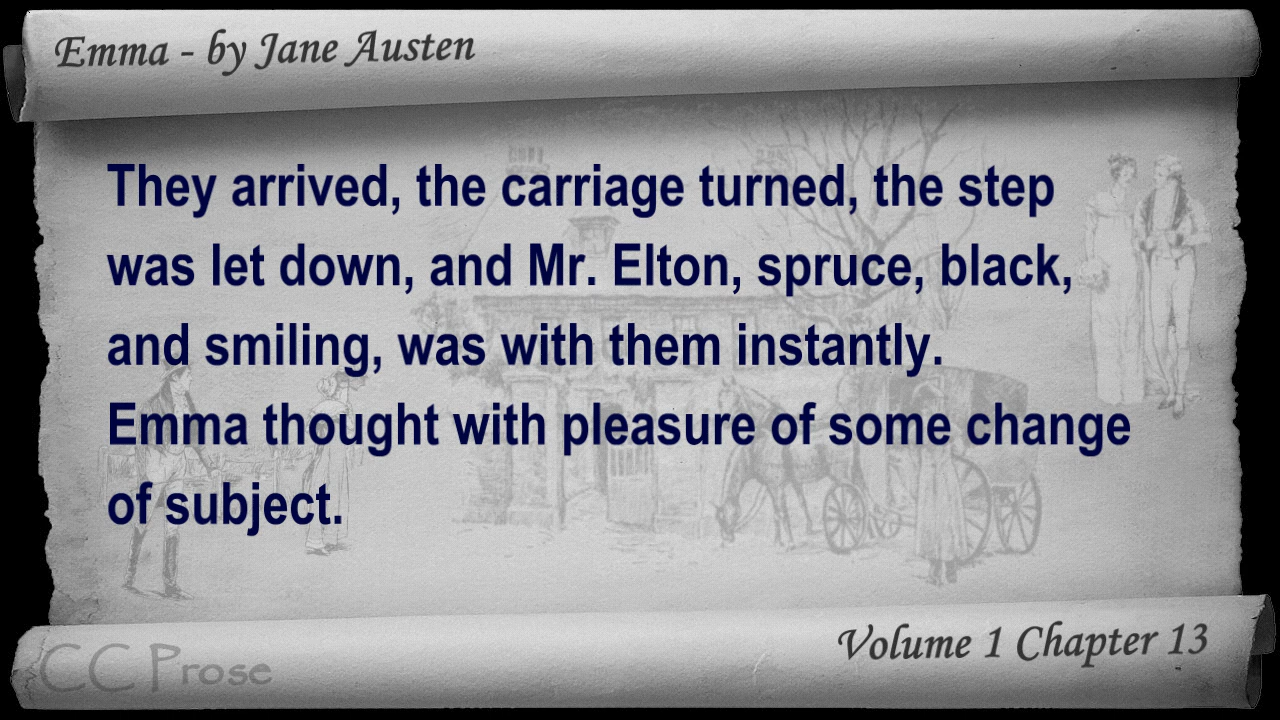 Emma - by Jane Austen
They arrived, the carriage turned, the step
was let down, and Mr. Elton, spruce, black,
and smiling, was with them instantly.
Emma thought with pleasure of some change
of subject.
Volume 1 Chapter 13
CC Prose